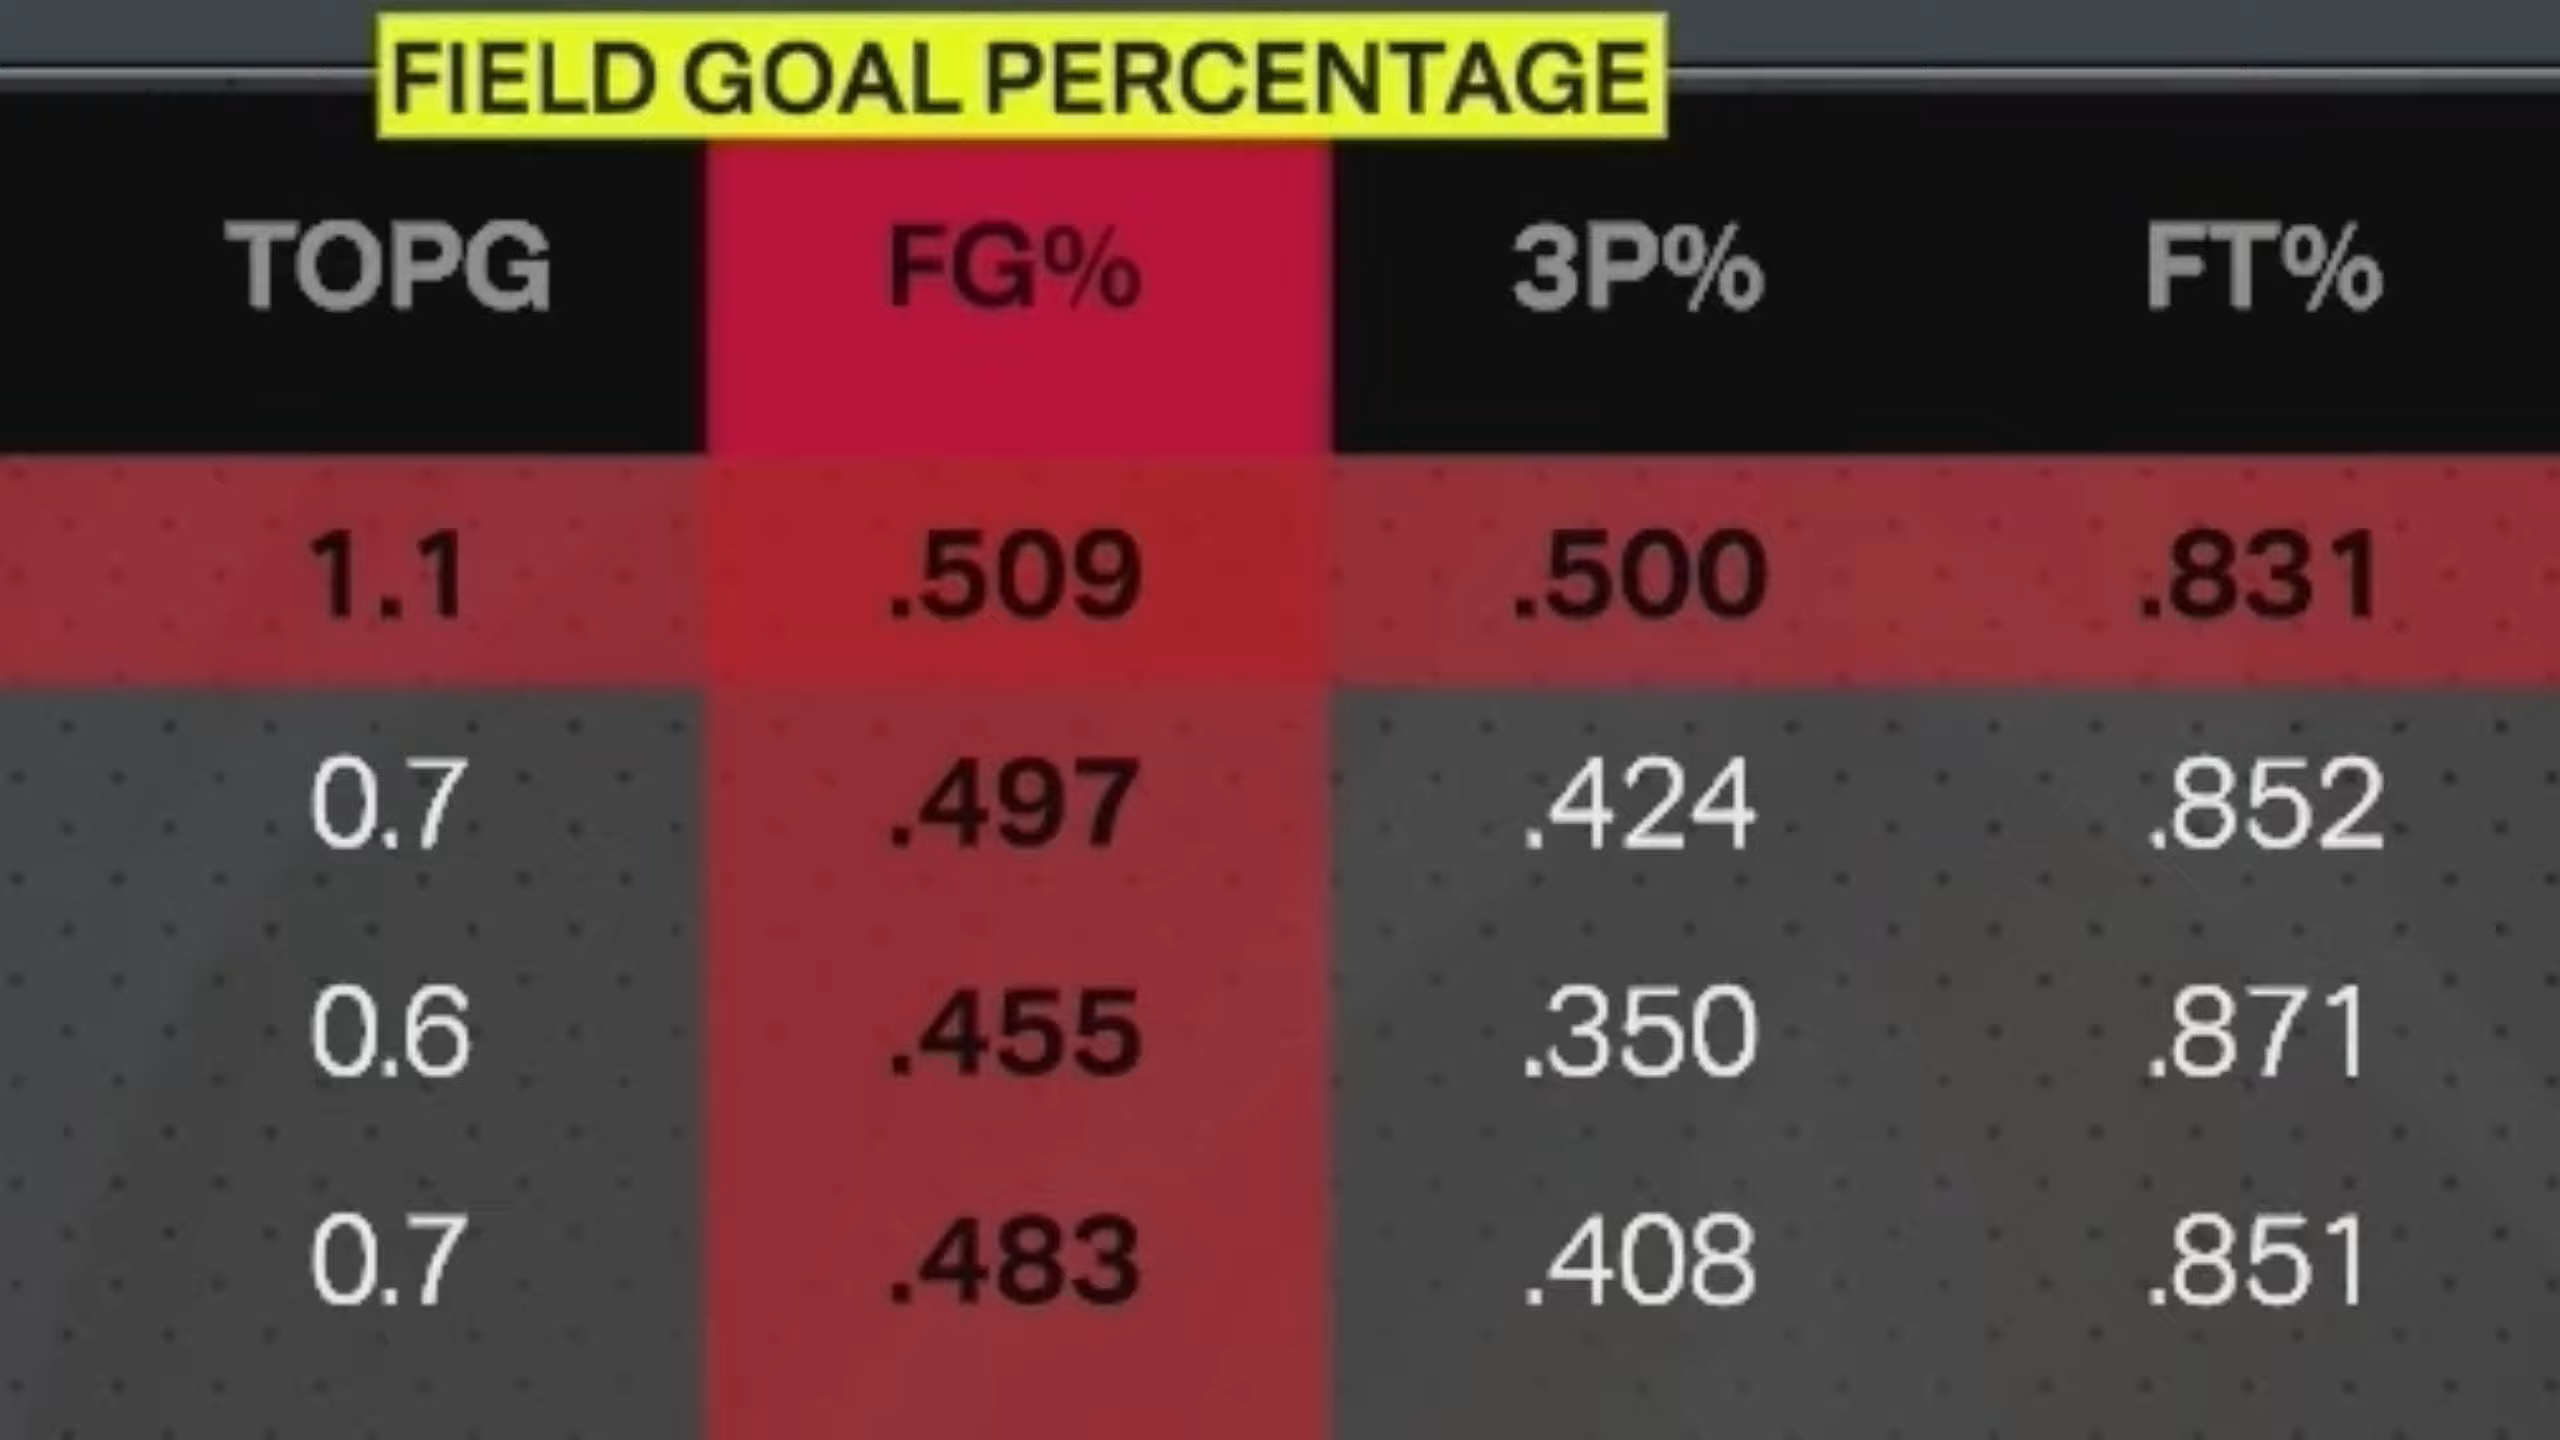 FIELD GOAL PERCENTAGE
TOPG FG% 3P% FT%
1.1 .509 .500 .831
0.7 .497 .424 .852
0.6 .455 .350 .871
0.7 .483 .408 .851